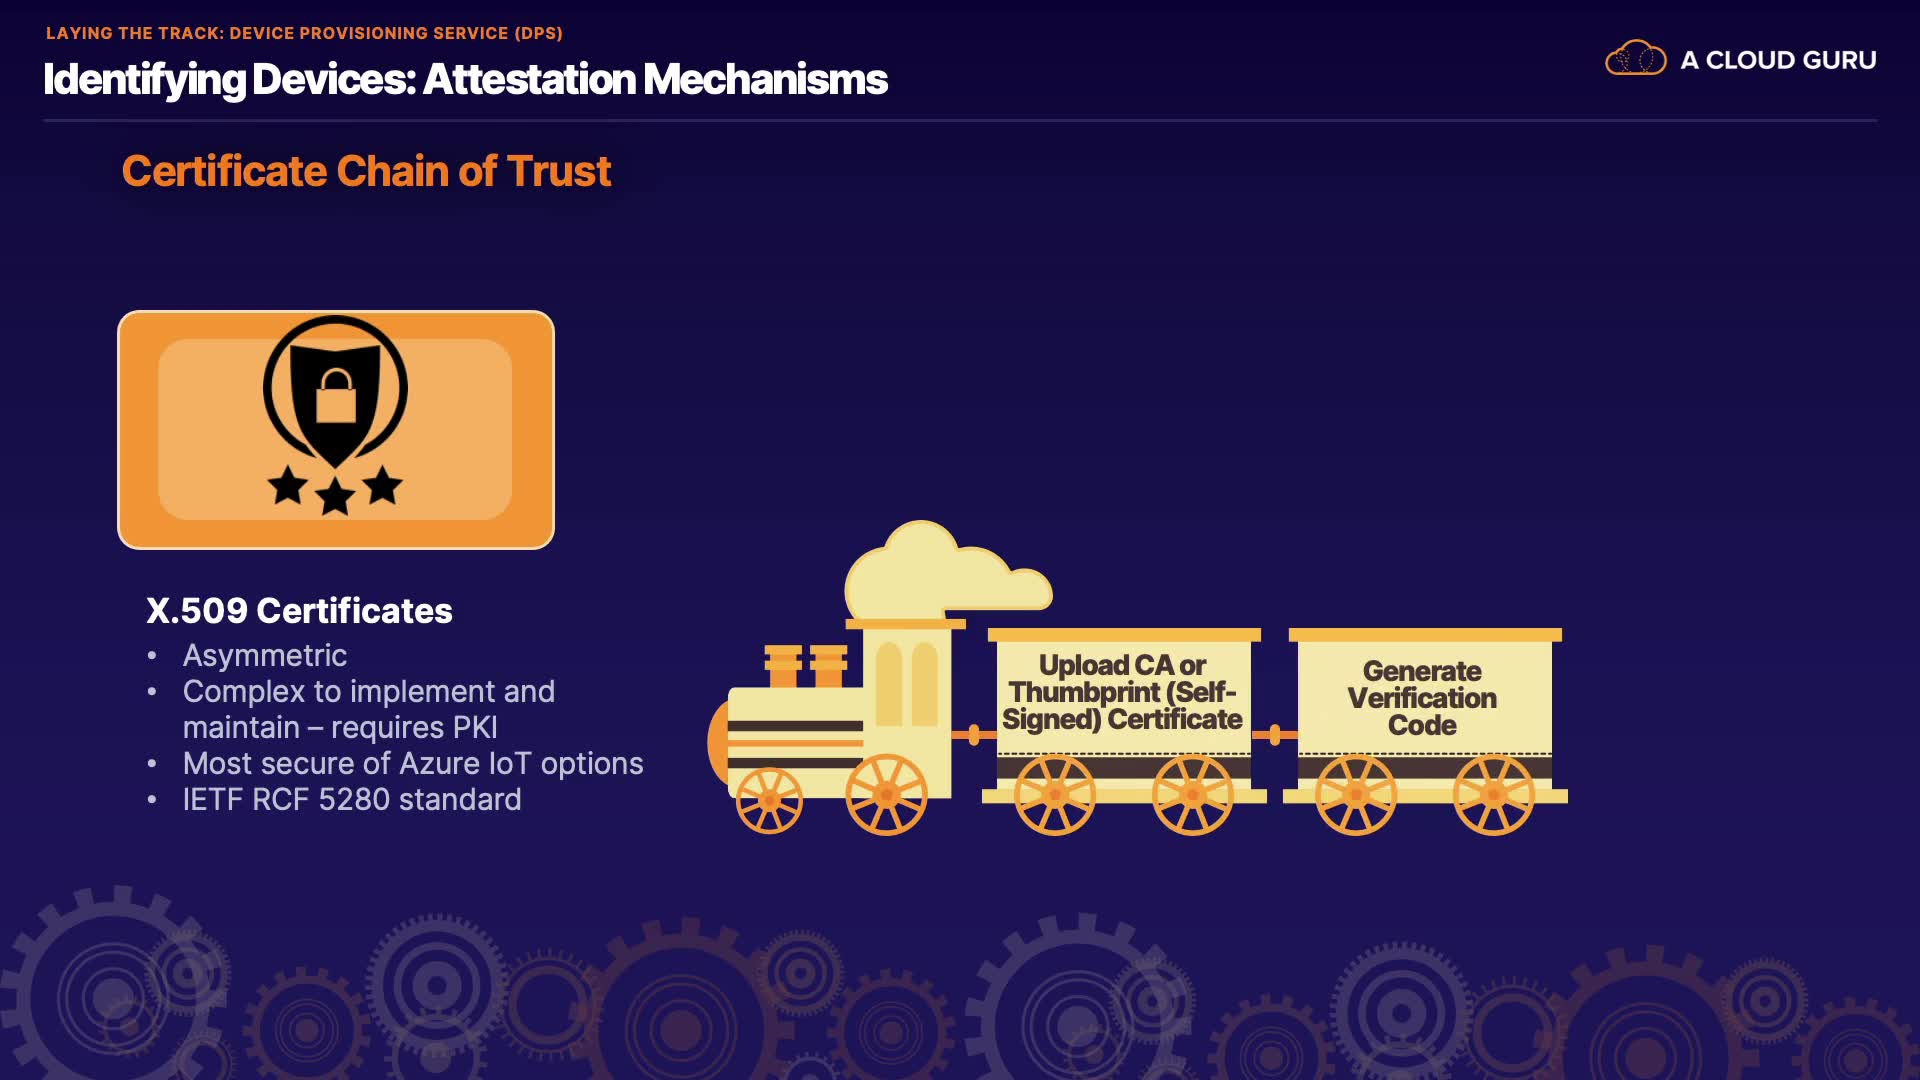 LAYING THE TRACK: DEVICE PROVISIONING SERVICE (DPS)
Identifying Devices: Attestation Mechanisms
A CLOUD GURU
Certificate Chain of Trust
X.509 Certificates
• Asymmetric
• Complex to implement and
maintain – requires PKI
• Most secure of Azure IoT options
• IETF RCF 5280 standard
Upload CA or
Thumbprint (Self-
Signed) Certificate
Generate
Verification
Code